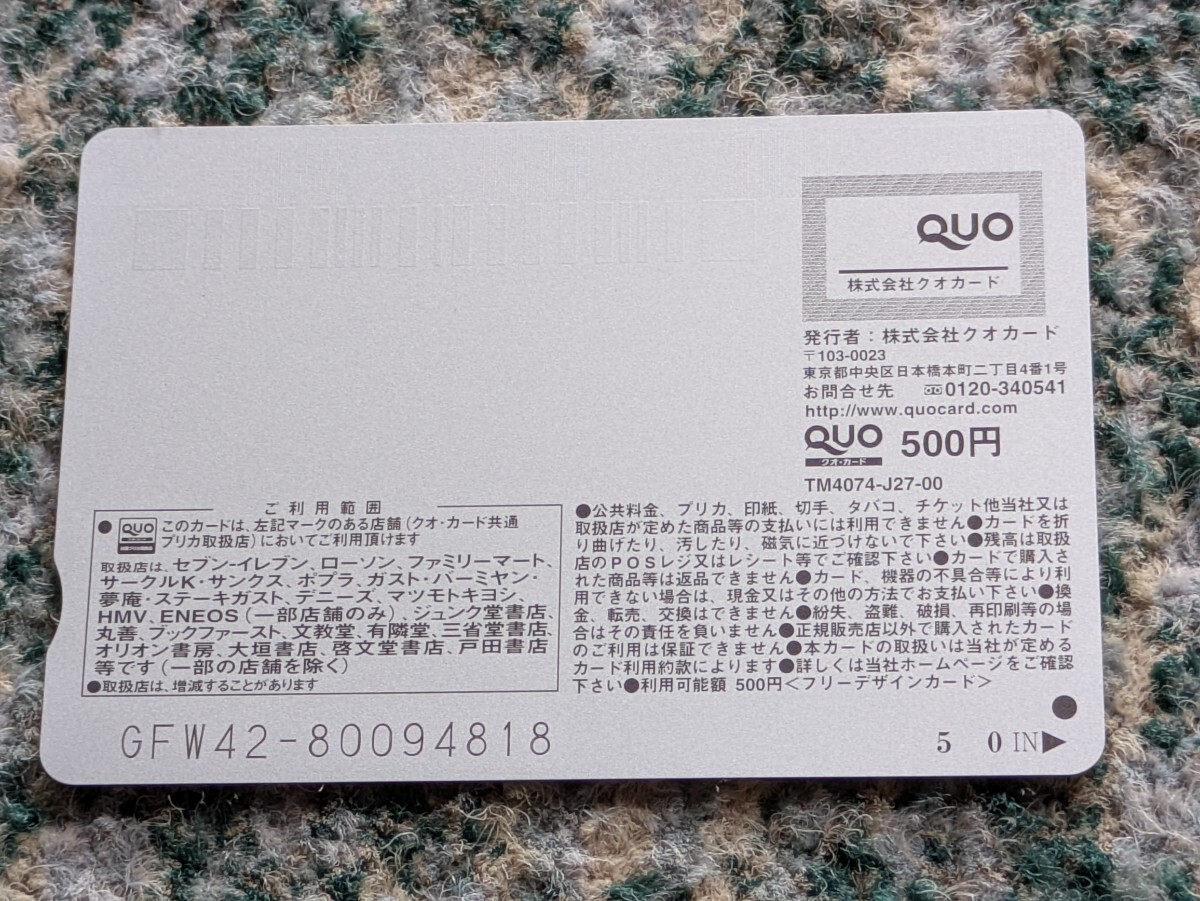 QUO
株式会社クオカード
発行者：株式会社クオカード
〒103-0023
東京都中央区日本橋本町二丁目4番1号
お問合せ先 0120-340541
http://www.quocard.com
QUO 500円
クオ・カード
TM4074-J27-00
ご利用範囲
●QUO このカードは、左記マークのある店舗(クオ・カード共通
プリカ取扱店)においてご利用頂けます
取扱店は、セブン-イレブン、ローソン、ファミリーマート、
サークルK・サンクス、ポプラ、ガスト・バーミヤン・
夢庵・ステーキガスト、デニーズ、マツモトキヨシ、
HMV、ENEOS(一部店舗のみ)、ジュンク堂書店、
丸善、ブックファースト、文教堂、有隣堂、三省堂書店、
オリオン書房、大垣書店、啓文堂書店、戸田書店
等です(一部の店舗を除く)
●取扱店は、増減することがあります
●公共料金、プリカ、印紙、切手、タバコ、チケット他当社又は
取扱店が定めた商品等の支払いには利用できません●カードを折
り曲げたり、汚したり、磁気に近づけないで下さい●残高は取扱
店のPOSレジ又はレシート等でご確認下さい●カードで購入さ
れた商品等は返品できません●カード、機器の不具合等により利
用できない場合は、現金又はその他の方法でお支払い下さい●換
金、転売、交換はできません●紛失、盗難、破損、再印刷等の場
合はその責任を負いません●正規販売店以外で購入されたカード
のご利用は保証できません●本カードの取扱いは当社が定める
カード利用約款によります●詳しくは当社ホームページをご確認
下さい●利用可能額 500円＜フリーデザインカード＞
GFW42-80094818
5 0 IN▶